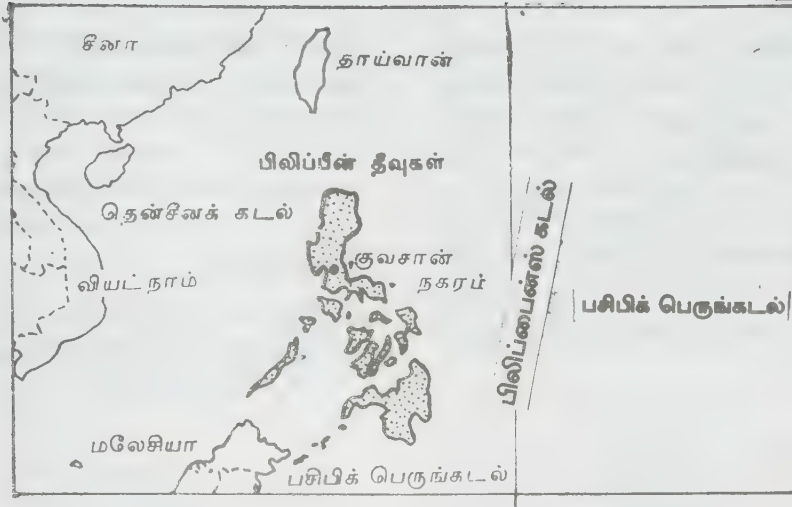 சீனா
தாய்வான்
பிலிப்பீன் தீவுகள்
தென்சீனக் கடல்
குவசான்
நகரம்
வியட்நாம்
பிலிப்பைன்ஸ் கடல்
பசிபிக் பெருங்கடல்
மலேசியா
பசிபிக் பெருங்கடல்